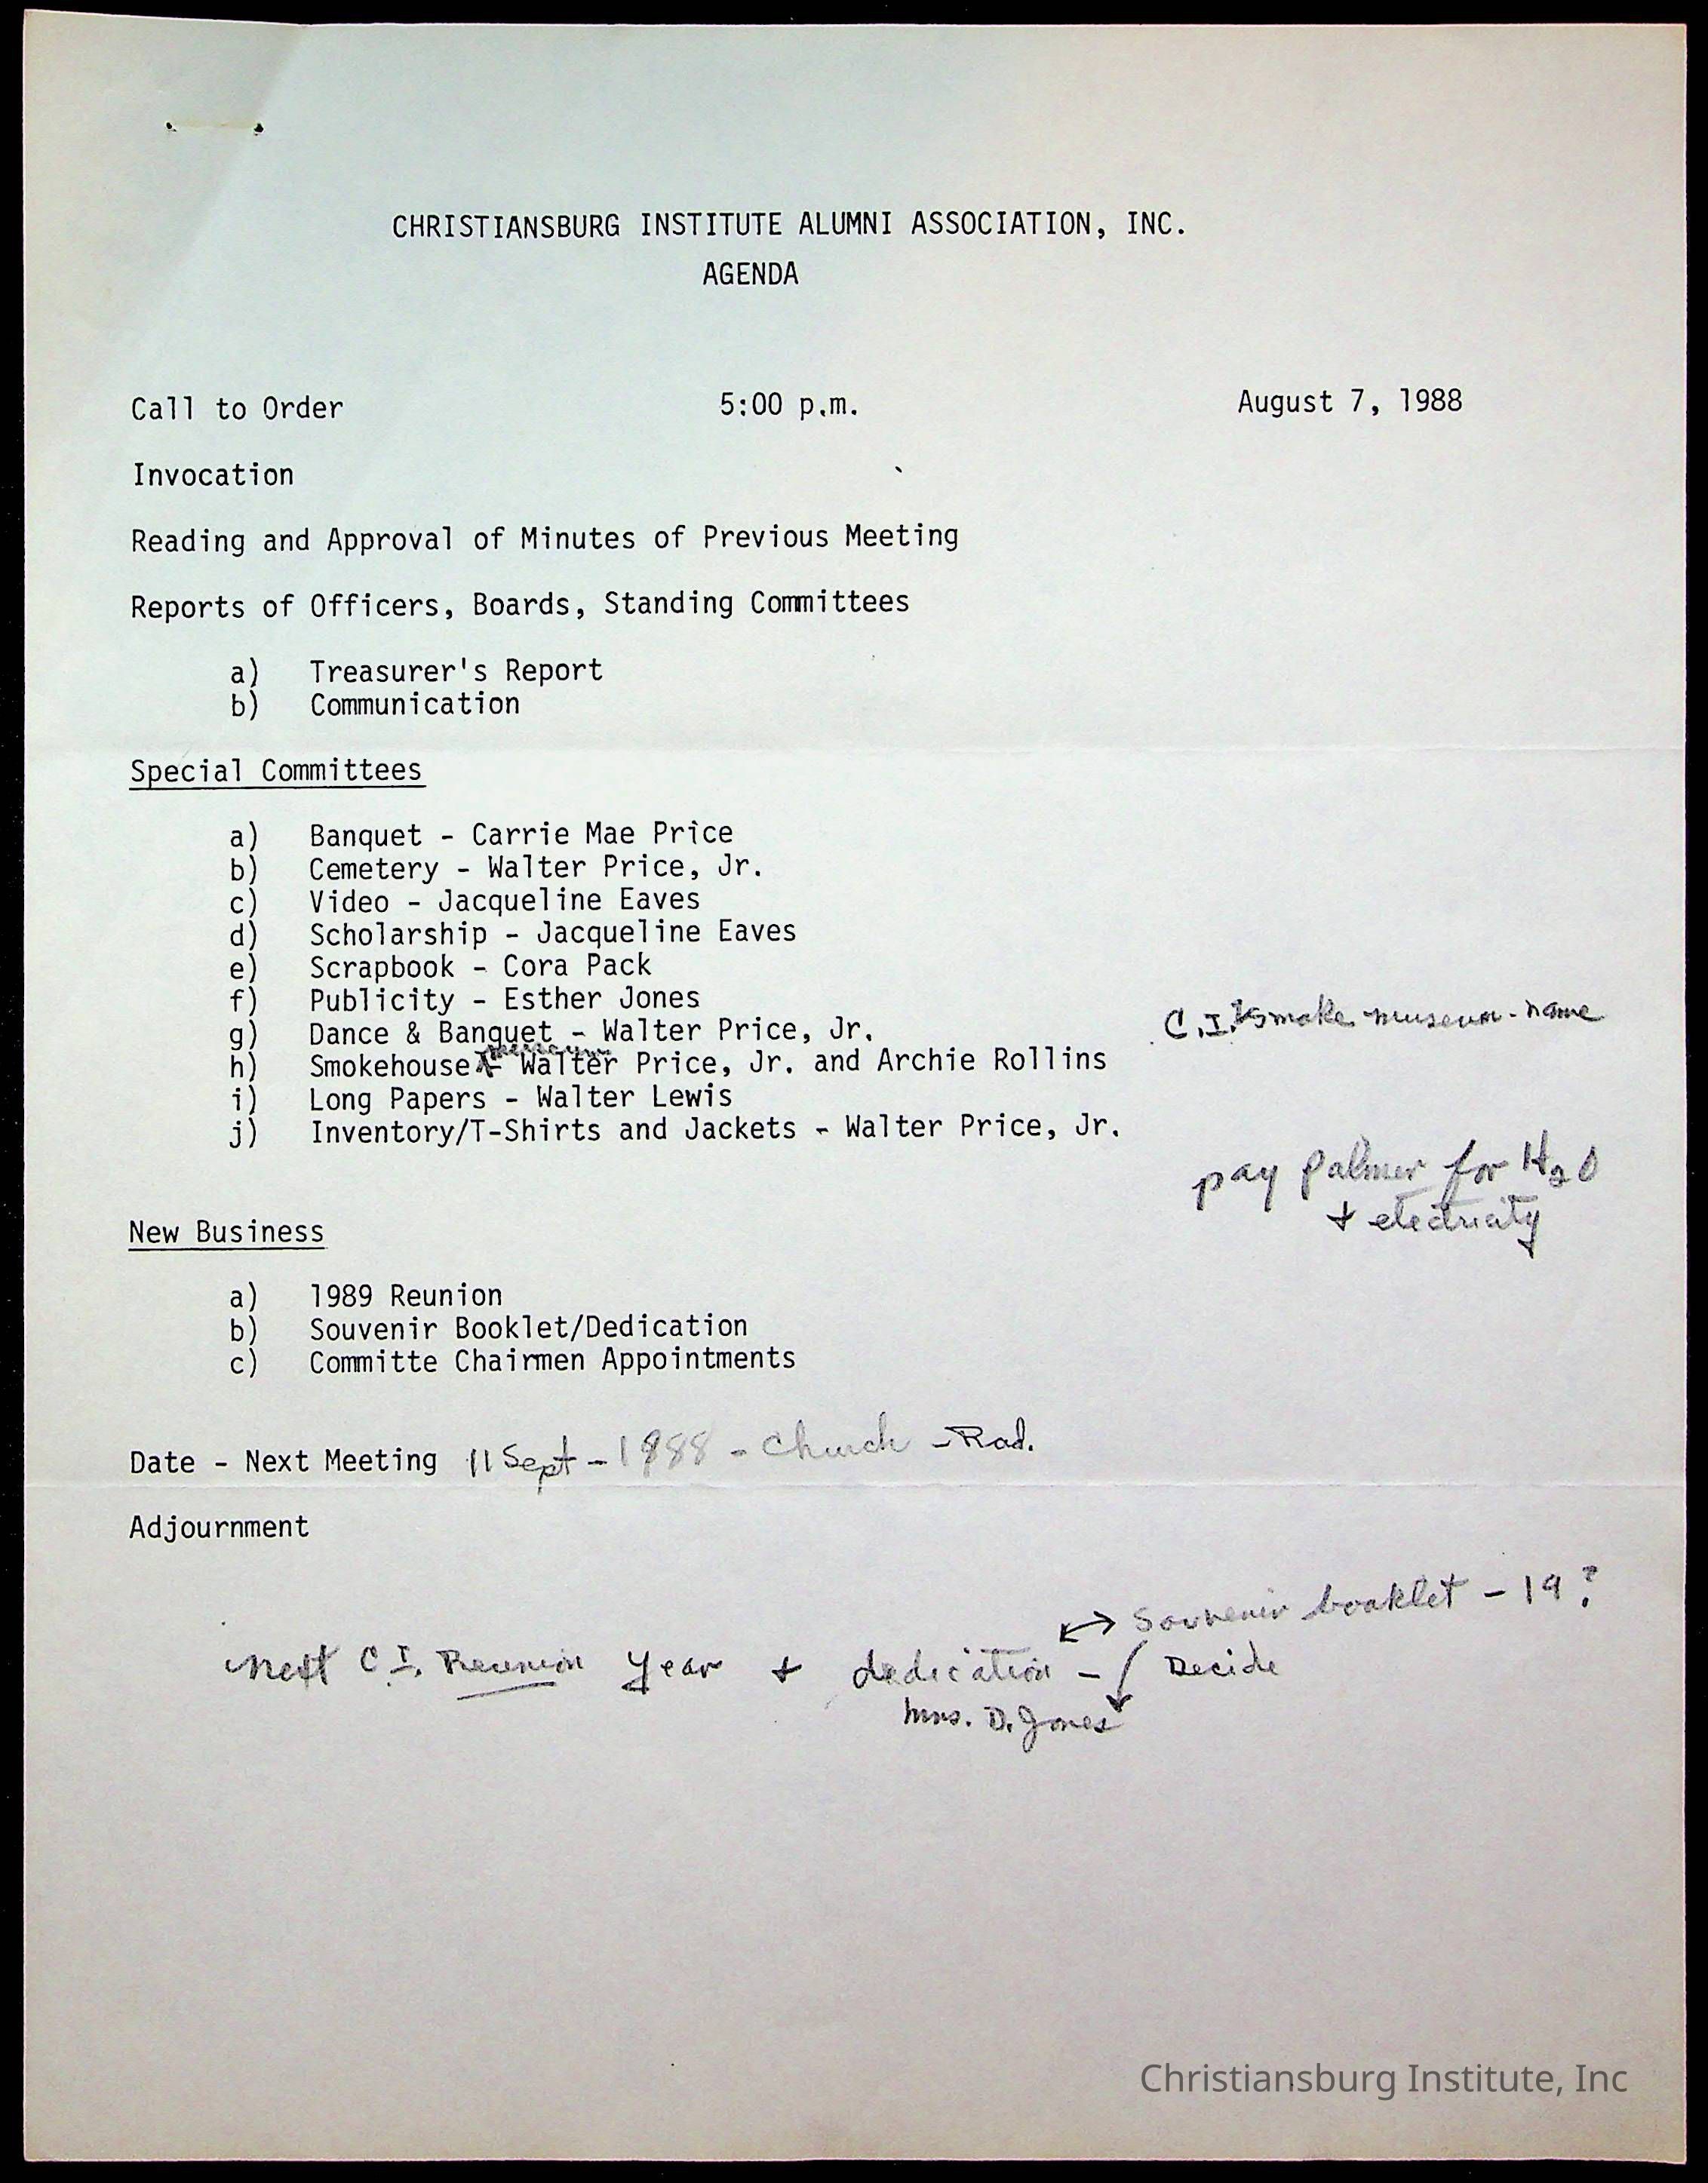 CHRISTIANSBURG INSTITUTE ALUMNI ASSOCIATION, INC.
AGENDA
Call to Order 5:00 p.m. August 7, 1988
Invocation
Reading and Approval of Minutes of Previous Meeting
Reports of Officers, Boards, Standing Committees
a) Treasurer's Report
b) Communication
Special Committees
a) Banquet - Carrie Mae Price
b) Cemetery - Walter Price, Jr.
c) Video - Jacqueline Eaves
d) Scholarship - Jacqueline Eaves
e) Scrapbook - Cora Pack
f) Publicity - Esther Jones
C.I. Smoke museum - name
g) Dance & Banquet - Walter Price, Jr.
museum
h) Smokehouse - Walter Price, Jr. and Archie Rollins
i) Long Papers - Walter Lewis
j) Inventory/T-Shirts and Jackets - Walter Price, Jr.
pay Palmer for H2O
+ electricity
New Business
a) 1989 Reunion
b) Souvenir Booklet/Dedication
c) Committe Chairmen Appointments
Date - Next Meeting 11 Sept - 1988 - Church - Rad.
Adjournment
↔ Souvenir booklet - 19?
next C.I. Reunion year + dedication - Decide
Mrs. D. Jones
Christiansburg Institute, Inc